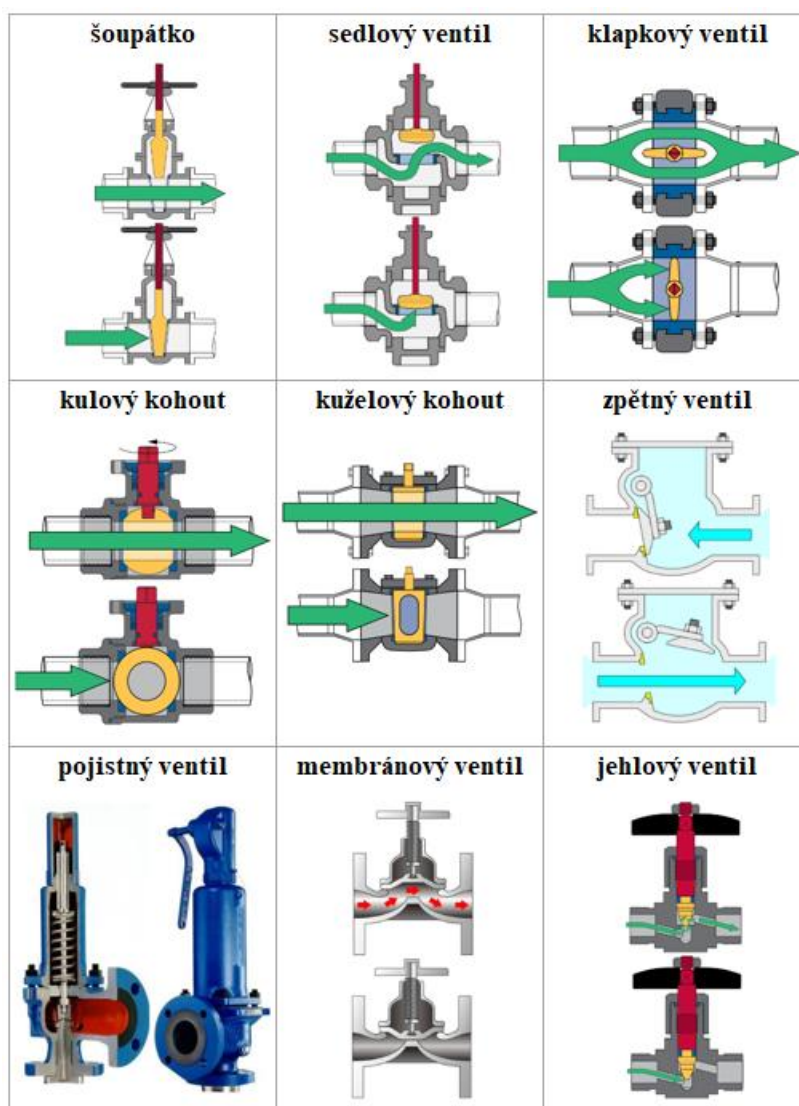 šoupátko
sedlový ventil
klapkový ventil
kulový kohout
kuželový kohout
zpětný ventil
pojistný ventil
membránový ventil
jehlový ventil